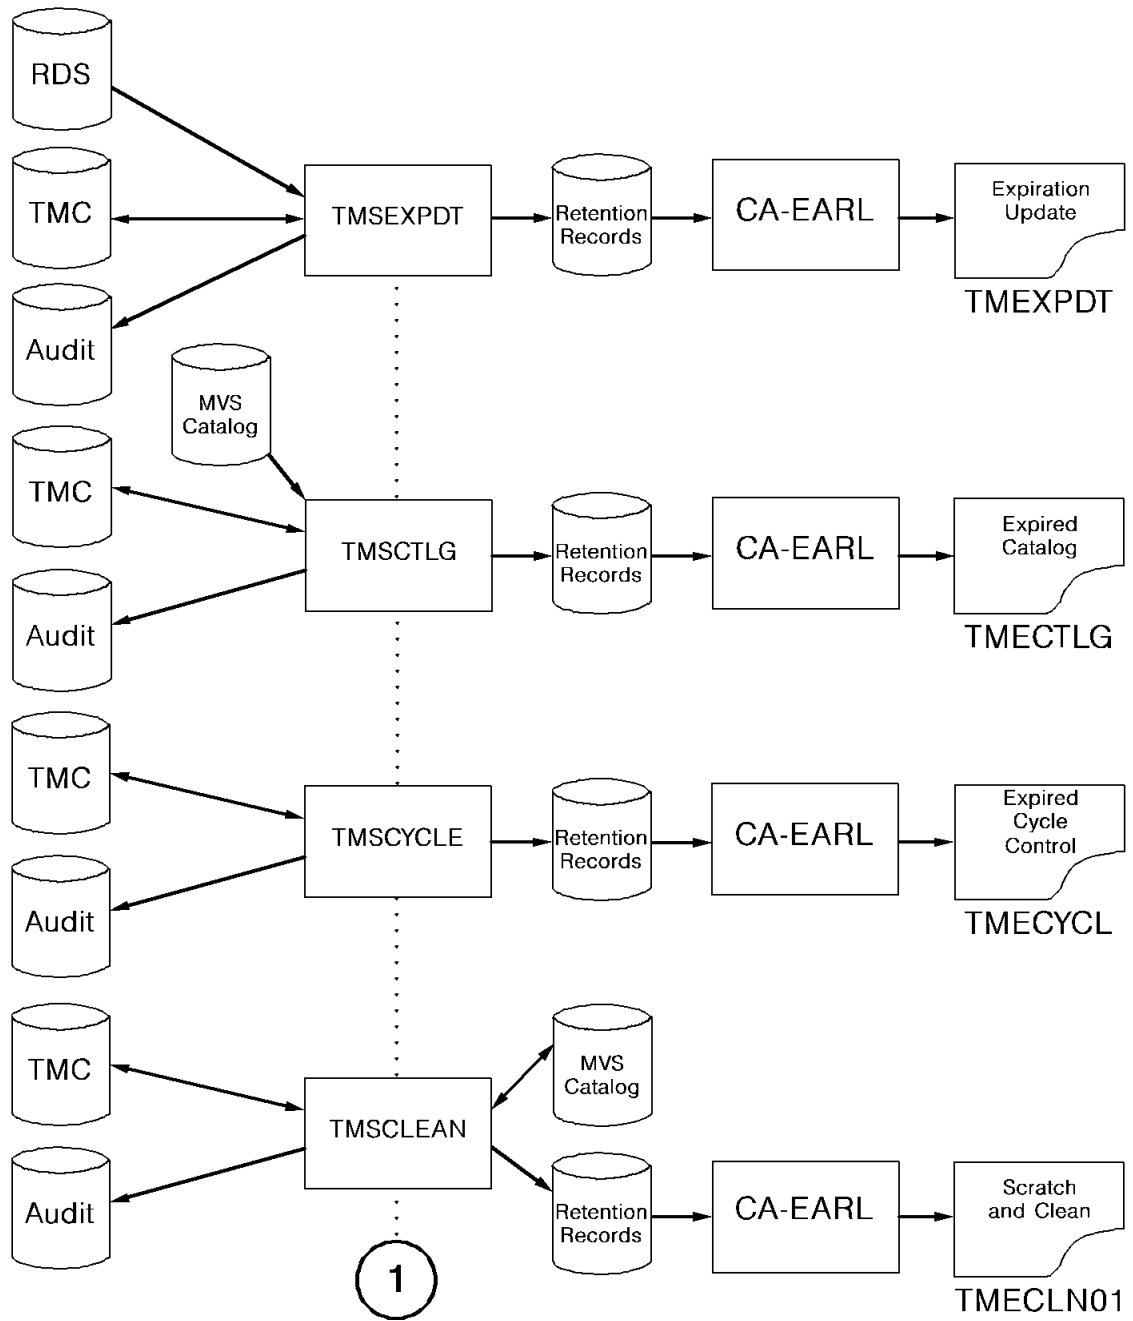 RDS
TMC
Audit
TMSEXPDT
Retention
Records
CA-EARL
Expiration
Update
TMEXPDT
MVS
Catalog
TMC
Audit
TMSCTLG
Retention
Records
CA-EARL
Expired
Catalog
TMECTLG
TMC
Audit
TMSCYCLE
Retention
Records
CA-EARL
Expired
Cycle
Control
TMECYCL
TMC
Audit
TMSCLEAN
MVS
Catalog
Retention
Records
CA-EARL
Scratch
and Clean
TMECLN01
1